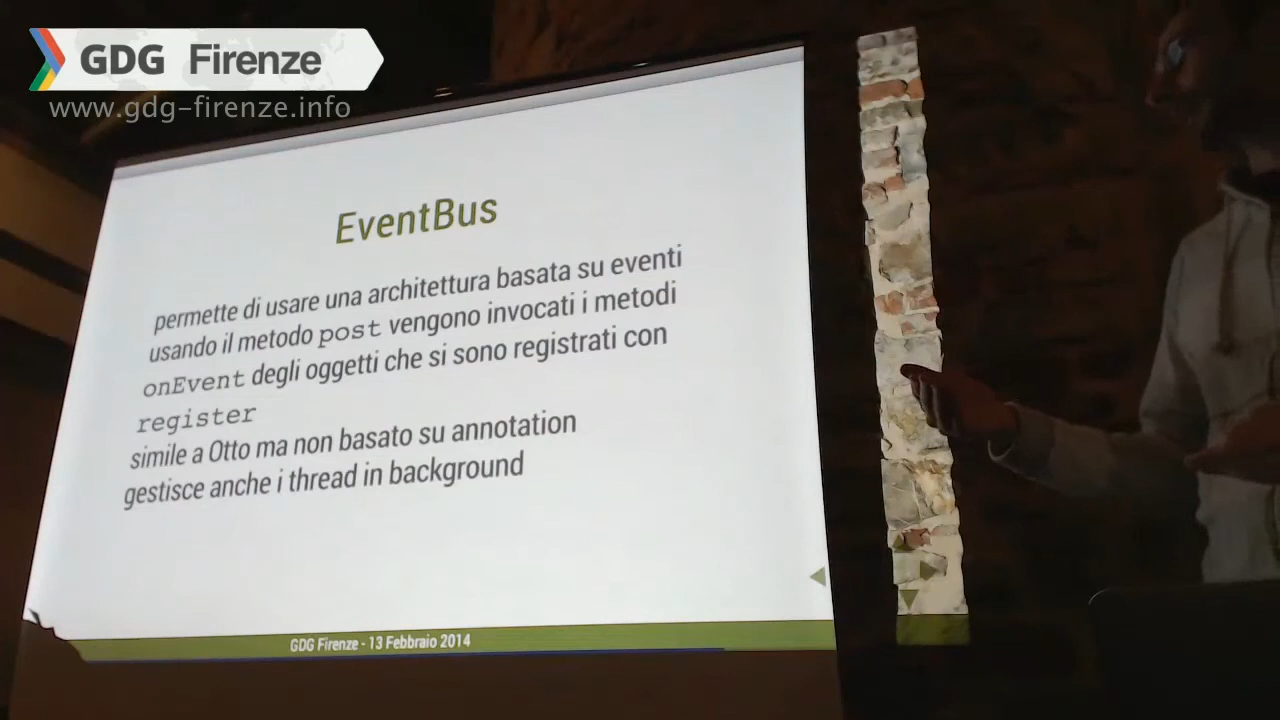 GDG Firenze
www.gdg-firenze.info
EventBus
permette di usare una architettura basata su eventi
usando il metodo post vengono invocati i metodi
onEvent degli oggetti che si sono registrati con
register
simile a Otto ma non basato su annotation
gestisce anche i thread in background
GDG Firenze - 13 Febbraio 2014